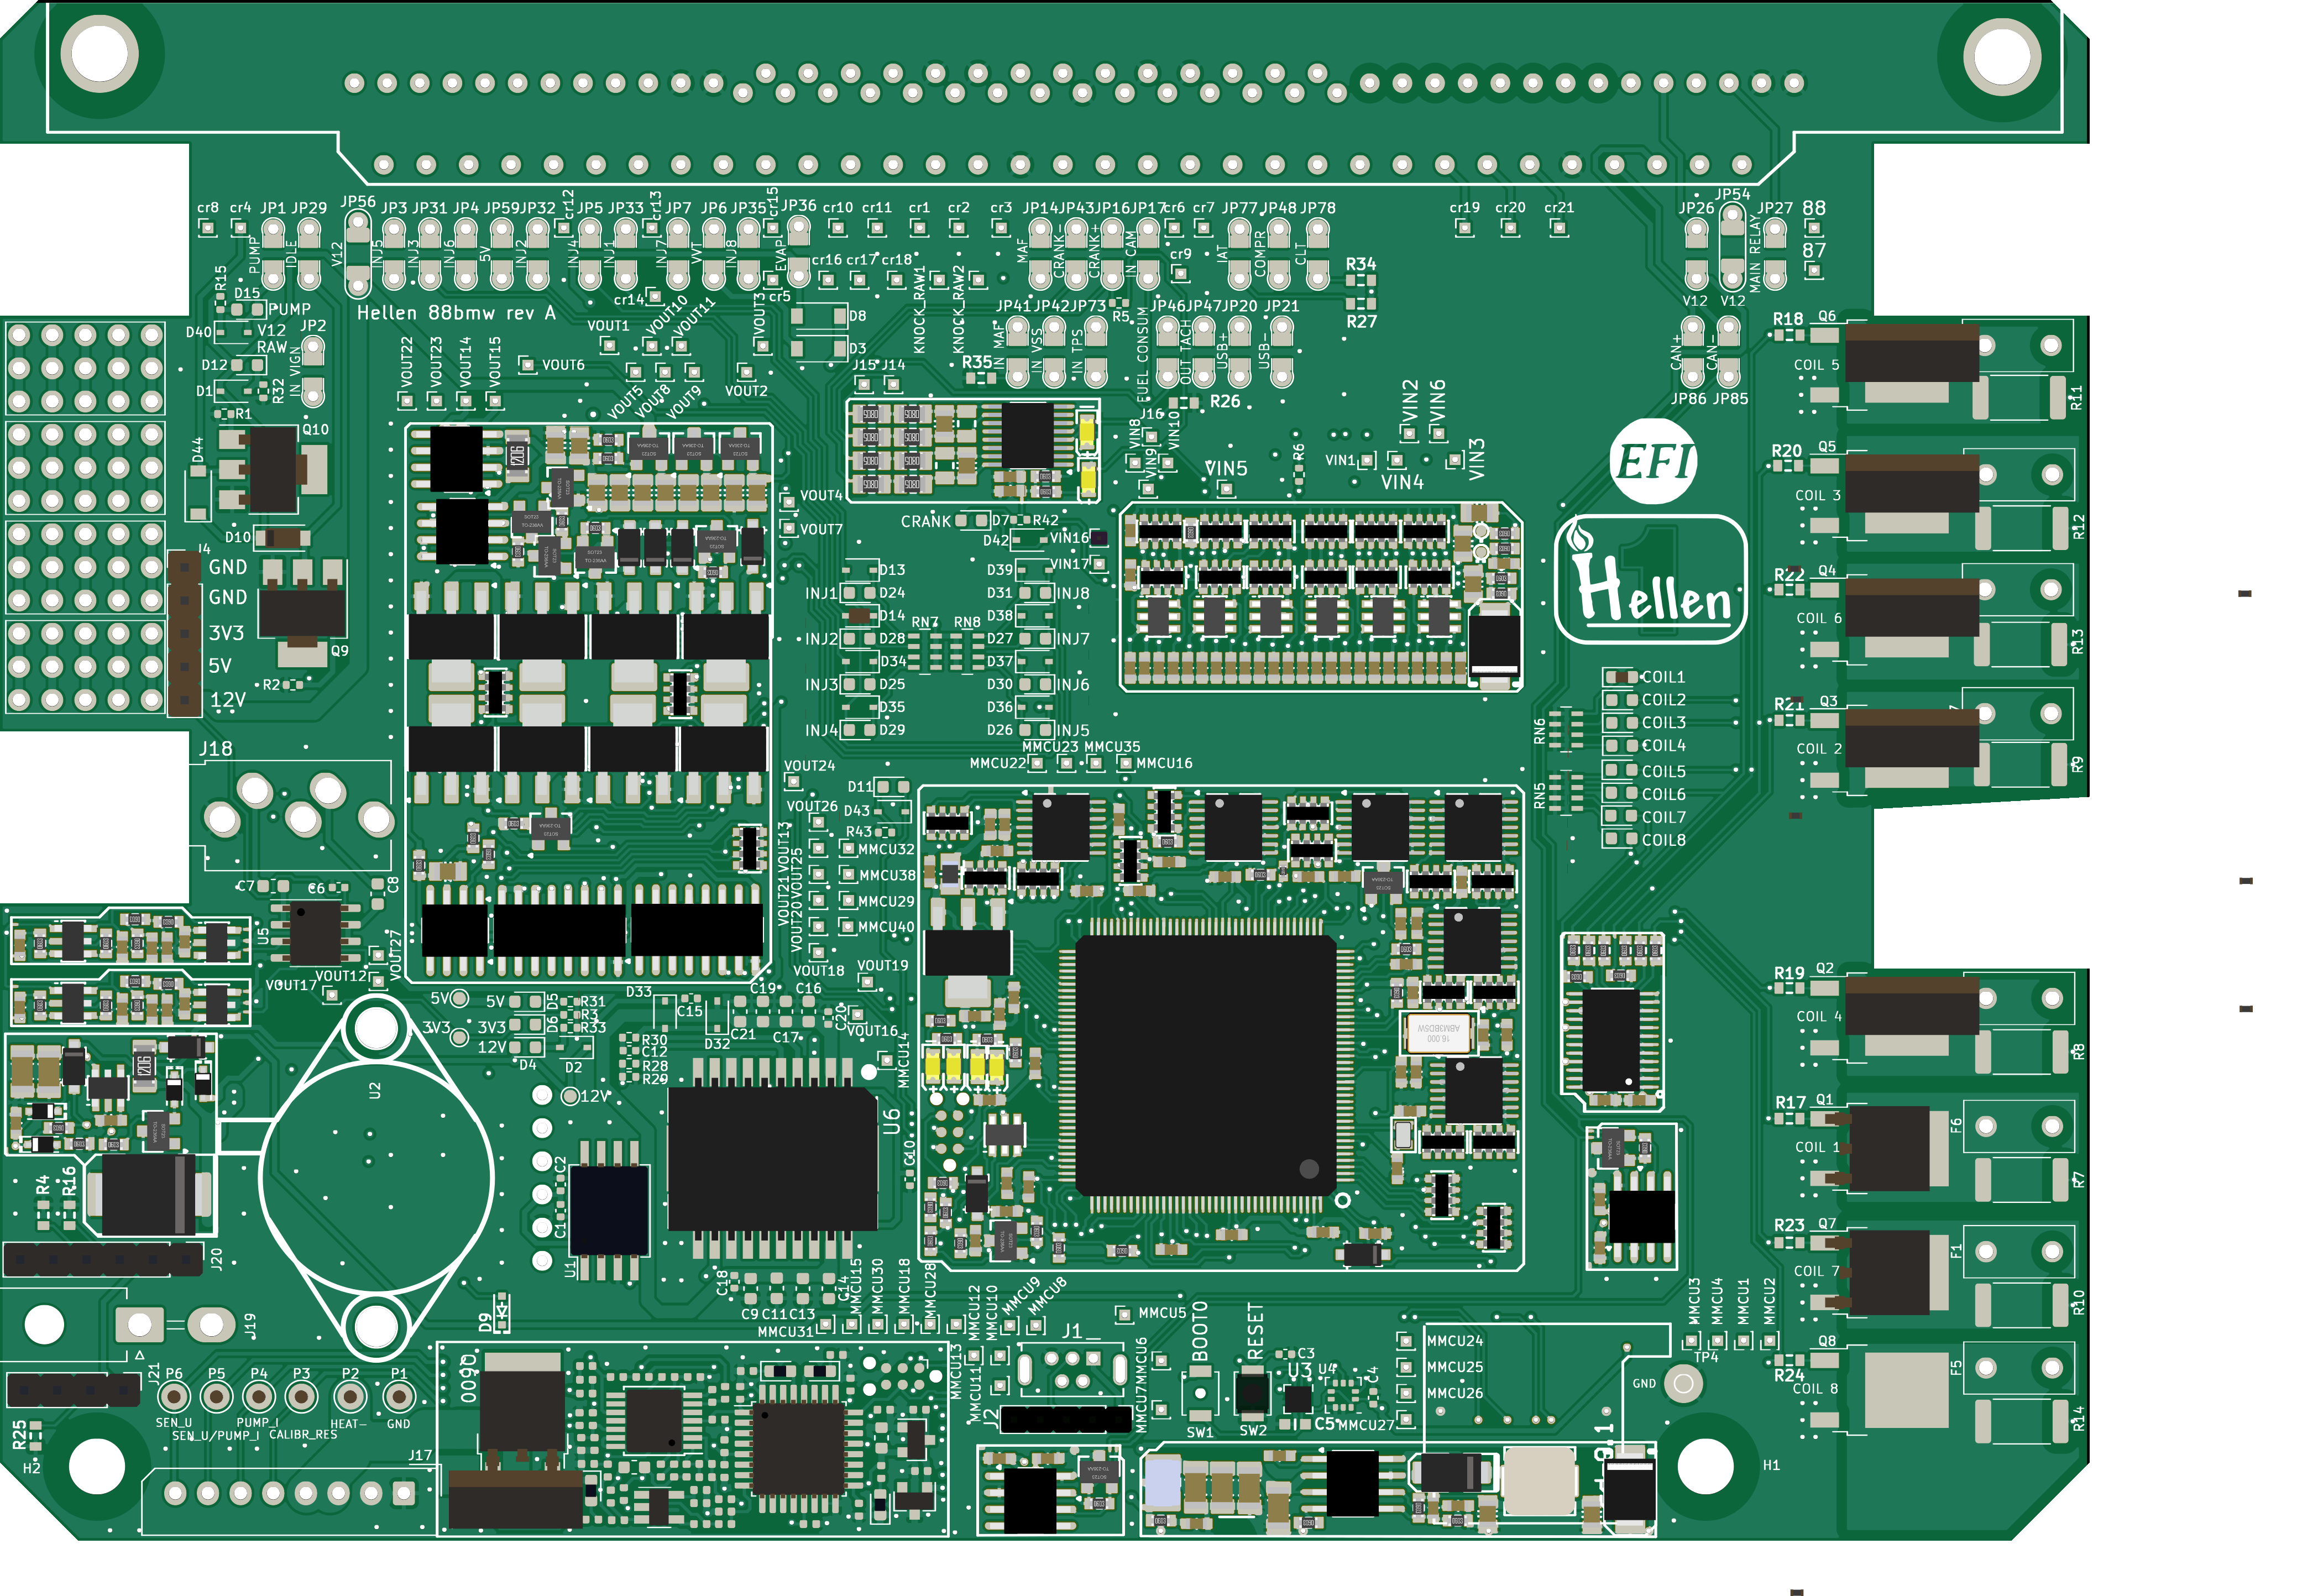 cr8 cr4 JP1 JP29 JP56 JP3 JP31 JP4 JP59 JP32 cr12 JP5 JP33 cr13 JP7 JP6 JP35 cr15 JP36 cr10 cr11 cr1 cr2 cr3 JP14 JP43 JP16 JP17 cr6 cr7 JP77 JP48 JP78 cr19 cr20 cr21 JP26 JP54 JP27 88
PUMP IDLE V12 INJ5 INJ3 INJ6 5V INJ2 INJ4 INJ1 INJ7 VVT INJ8 EVAP MAF CRANK- CRANK+ IN CAM IAT COMPR CLT MAIN RELAY 87
cr16 cr17 cr18 cr9 R34
R15 D15 PUMP cr14 cr5 KNOCK_RAW1 KNOCK_RAW2 R5 R27 V12 V12
Hellen 88bmw rev A
D40 V12 RAW JP2 VOUT1 VOUT10 VOUT11 VOUT3 D8 JP41 JP42 JP73 JP46 JP47 JP20 JP21 R18 Q6
D12 IN VIGN VOUT6 D3 IN MAF IN VSS IN TPS FUEL CONSUM OUT TACH USB+ USB- CAN+ CAN- COIL 5
D1 R32 VOUT22 VOUT23 VOUT14 VOUT15 VOUT5 VOUT8 VOUT9 VOUT2 J15 J14 R35 R26 JP86 JP85 R11
R1 Q10 D44 J16 VIN8 VIN10 VIN9 VIN5 R6 VIN1 VIN2 VIN6 VIN4 VIN3
EFI
R20 Q5 COIL 3 R12
1206 VOUT4 VOUT7 CRANK D7 R42 D42 VIN16 VIN17
D10
J4
GND
GND
3V3
5V
12V
Q9 R2
D13 D39
INJ1 D24 D31 INJ8
D14 D38
INJ2 D28 RN7 RN8 D27 INJ7
D34 D37
INJ3 D25 D30 INJ6
D35 D36
INJ4 D29 D26 INJ5
Hellen
R22 Q4 COIL 6 R13
COIL1
COIL2
COIL3
COIL4
COIL5
COIL6
COIL7
COIL8
RN6 RN5
R21 Q3 COIL 2 R9
J18
MMCU23 MMCU35
MMCU22 MMCU16
VOUT24 D11 VOUT26 D43 R43
VOUT13 VOUT25 VOUT21 VOUT20
MMCU32
MMCU38
MMCU29
MMCU40
VOUT18 VOUT19 VOUT16
C7 C6 C8 U5 VOUT27 VOUT12 VOUT17
R19 Q2 COIL 4 R8
5V 5V D5 R31 D33 C15 C19 C16
3V3 3V3 D6 R3 R33 D32 C21 C17 C20
12V D4 D2 R30 C12 R28 R29 MMCU14
12V
U2 U6 C10
ABM3BDSW
16.000
R17 Q1 COIL 1 F6 R7
1206
R4 R16 C2 C1 U1
J20 J19
R23 Q7 COIL 7 F1 R10
D9 C18 C9 C11 C13 C14 MMCU31 MMCU15 MMCU30 MMCU18 MMCU28 MMCU12 MMCU10 MMCU9 MMCU8 MMCU5
MMCU3 MMCU4 MMCU1 MMCU2
TP4
J21 P6 P5 P4 P3 P2 P1
SEN_U PUMP_I HEAT- GND
SEN_U/PUMP_I CALIBR_RES
0060
MMCU13 MMCU11 J1_ J2 MMCU6 MMCU7 BOOT0 RESET C3 U3 U4 C4
SW1 SW2 C5 MMCU27
MMCU24
MMCU25
MMCU26
GND
R24 Q8 COIL 8 F5 R14
R25 H2 J17 H1